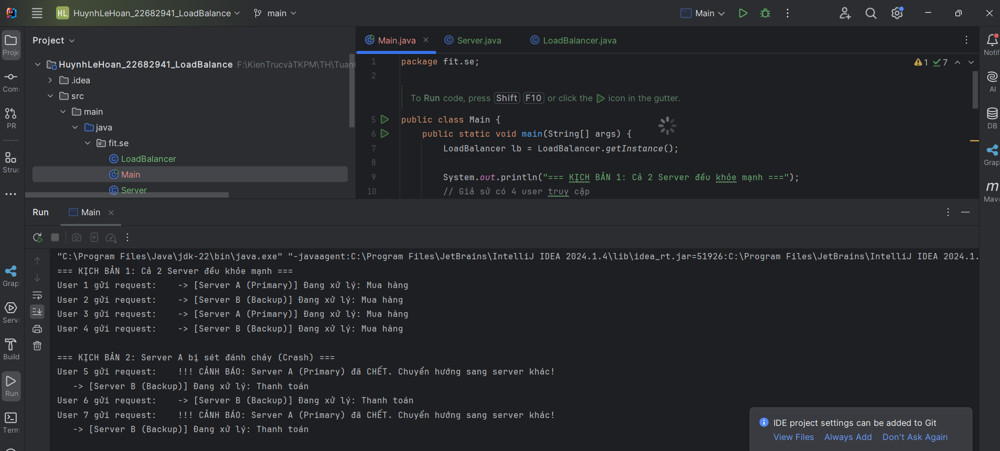 HL HuynhLeHoan_22682941_LoadBalance main Main
Project
Main.java Server.java LoadBalancer.java
Proje
Com
PR
Struc
Grap
Servi
Build
Run
Term
HuynhLeHoan_22682941_LoadBalance F:\KienTrucvàTKPM\TH\Tuan
.idea
src
main
java
fit.se
LoadBalancer
Main
Server
1 package fit.se;
2
To Run code, press Shift F10 or click the icon in the gutter.
5 public class Main {
6 public static void main(String[] args) {
7 LoadBalancer lb = LoadBalancer.getInstance();
8
9 System.out.println("=== KỊCH BẢN 1: Cả 2 Server đều khỏe mạnh ===");
10 // Giả sử có 4 user truy cập
1 7
Notif
AI
DB
Grap
m
Mav
Run Main
"C:\Program Files\Java\jdk-22\bin\java.exe" "-javaagent:C:\Program Files\JetBrains\IntelliJ IDEA 2024.1.4\lib\idea_rt.jar=51926:C:\Program Files\JetBrains\IntelliJ IDEA 2024.1.
=== KỊCH BẢN 1: Cả 2 Server đều khỏe mạnh ===
User 1 gửi request: -> [Server A (Primary)] Đang xử lý: Mua hàng
User 2 gửi request: -> [Server B (Backup)] Đang xử lý: Mua hàng
User 3 gửi request: -> [Server A (Primary)] Đang xử lý: Mua hàng
User 4 gửi request: -> [Server B (Backup)] Đang xử lý: Mua hàng
=== KỊCH BẢN 2: Server A bị sét đánh cháy (Crash) ===
User 5 gửi request: !!! CẢNH BÁO: Server A (Primary) đã CHẾT. Chuyển hướng sang server khác!
-> [Server B (Backup)] Đang xử lý: Thanh toán
User 6 gửi request: -> [Server B (Backup)] Đang xử lý: Thanh toán
User 7 gửi request: !!! CẢNH BÁO: Server A (Primary) đã CHẾT. Chuyển hướng sang server khác!
-> [Server B (Backup)] Đang xử lý: Thanh toán
IDE project settings can be added to Git
View Files Always Add Don't Ask Again